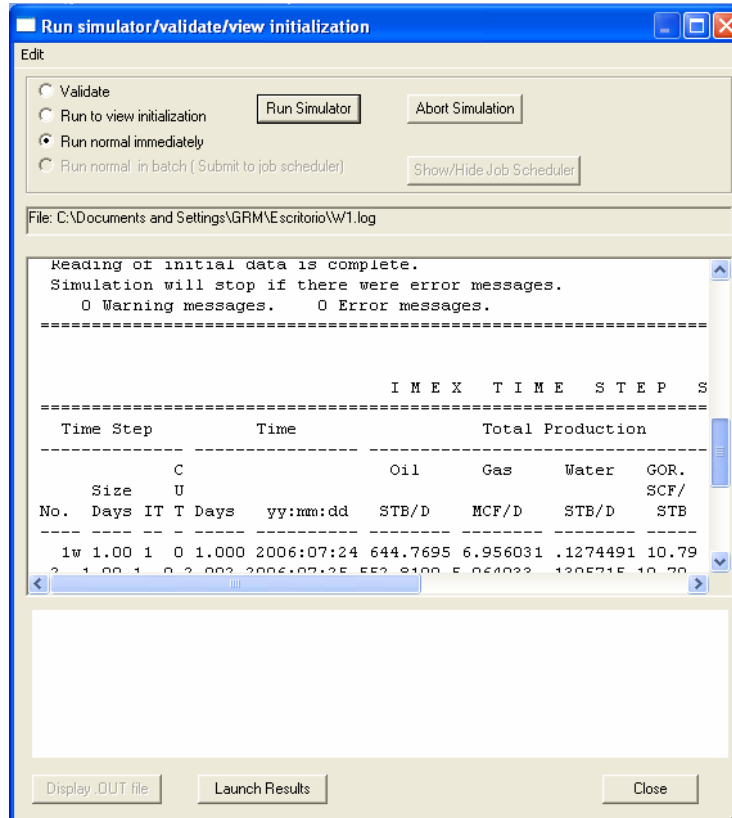 Run simulator/validate/view initialization
Edit
Validate
Run to view initialization
Run normal immediately
Run normal in batch ( Submit to job scheduler)
Run Simulator
Abort Simulation
Show/Hide Job Scheduler
File: C:\Documents and Settings\GRM\Escritorio\W1.log
Reading of initial data is complete.
Simulation will stop if there were error messages.
0 Warning messages. 0 Error messages.
================================================================
I M E X T I M E S T E P S
================================================================
Time Step Time Total Production
-------------- ----------------- -----------------------------------
C Oil Gas Water GOR.
Size U SCF/
No. Days IT T Days yy:mm:dd STB/D MCF/D STB/D STB
---- ---- -- - ----- ---------- -------- -------- -------- -----
1w 1.00 1 0 1.000 2006:07:24 644.7695 6.956031 .1274491 10.79
Display .OUT file
Launch Results
Close